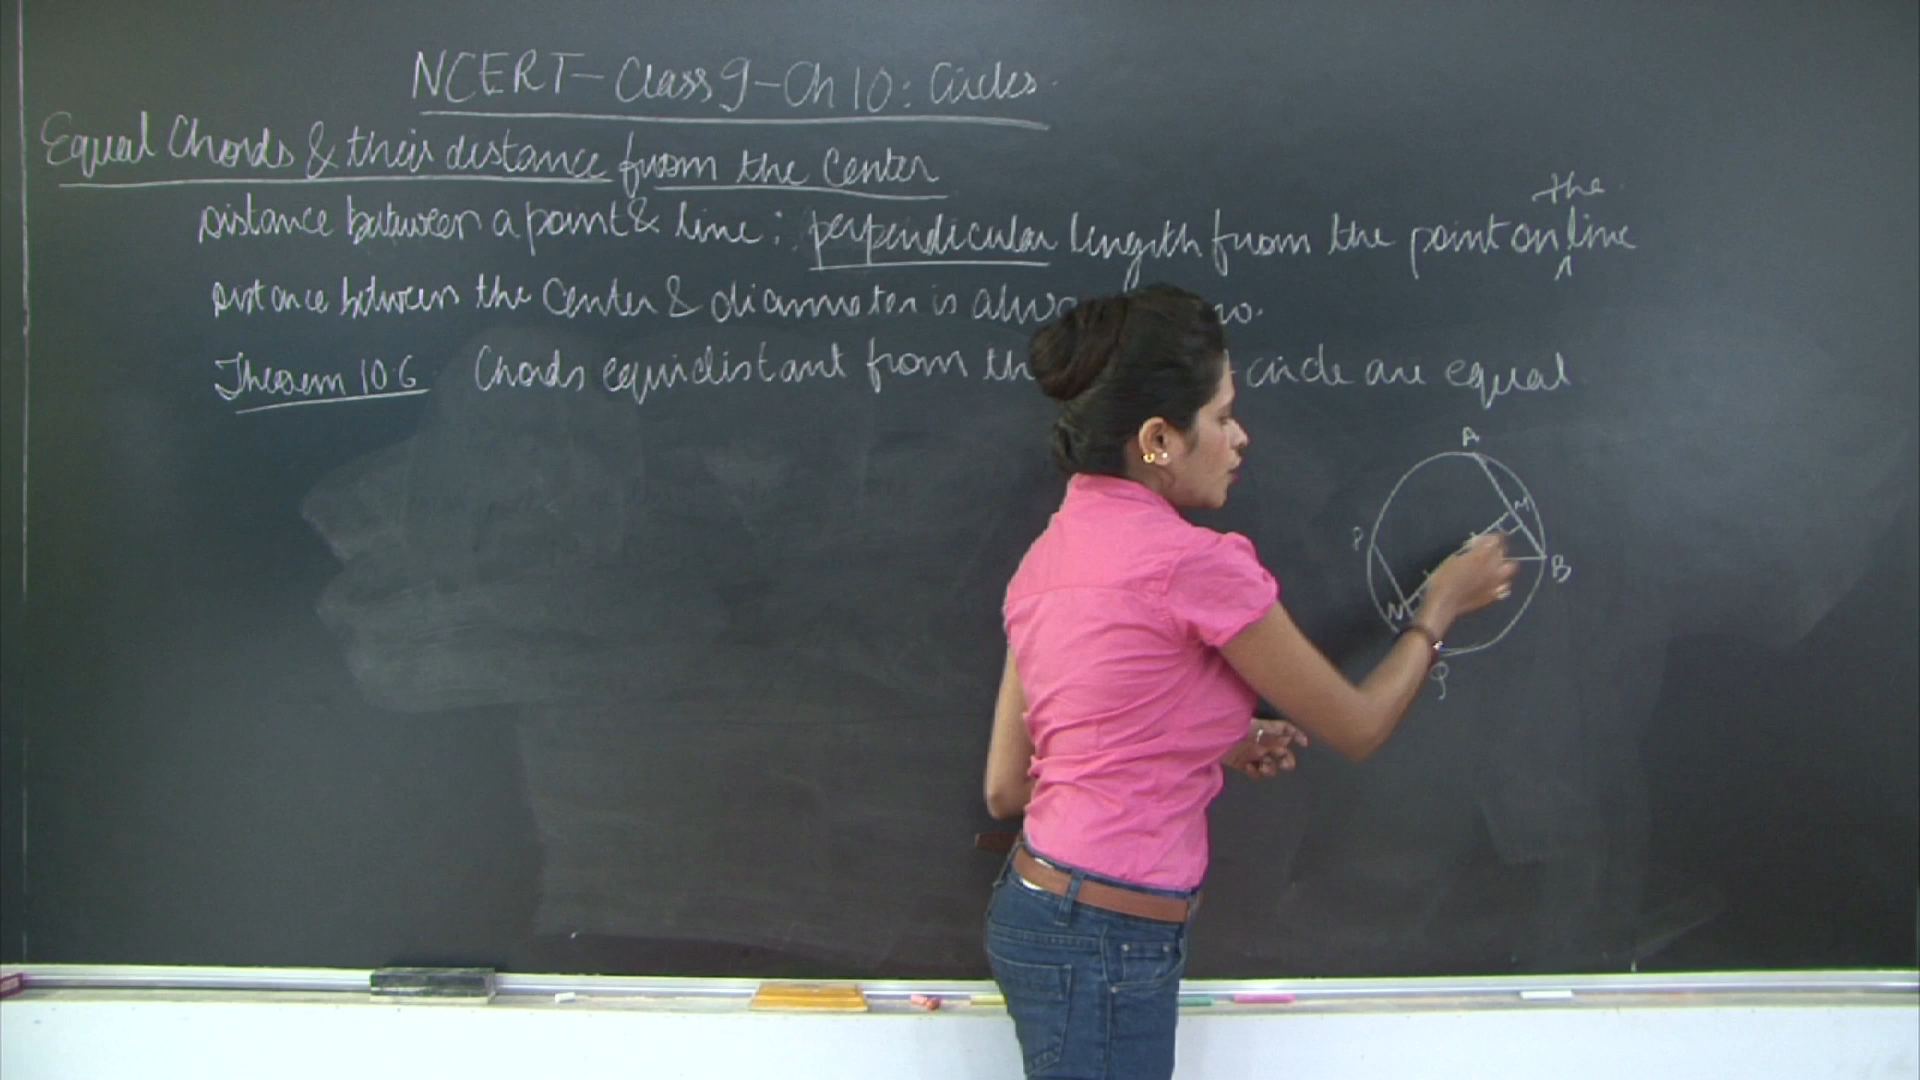 NCERT - Class 9 - Ch 10: Circles.
Equal Chords & their distance from the Center
the
Distance between a point & line: perpendicular length from the point on line
Distance between the Center & diameter is
Theorem 10.6 Chords equidistant from circle are equal
A
M
P
B
N
Q